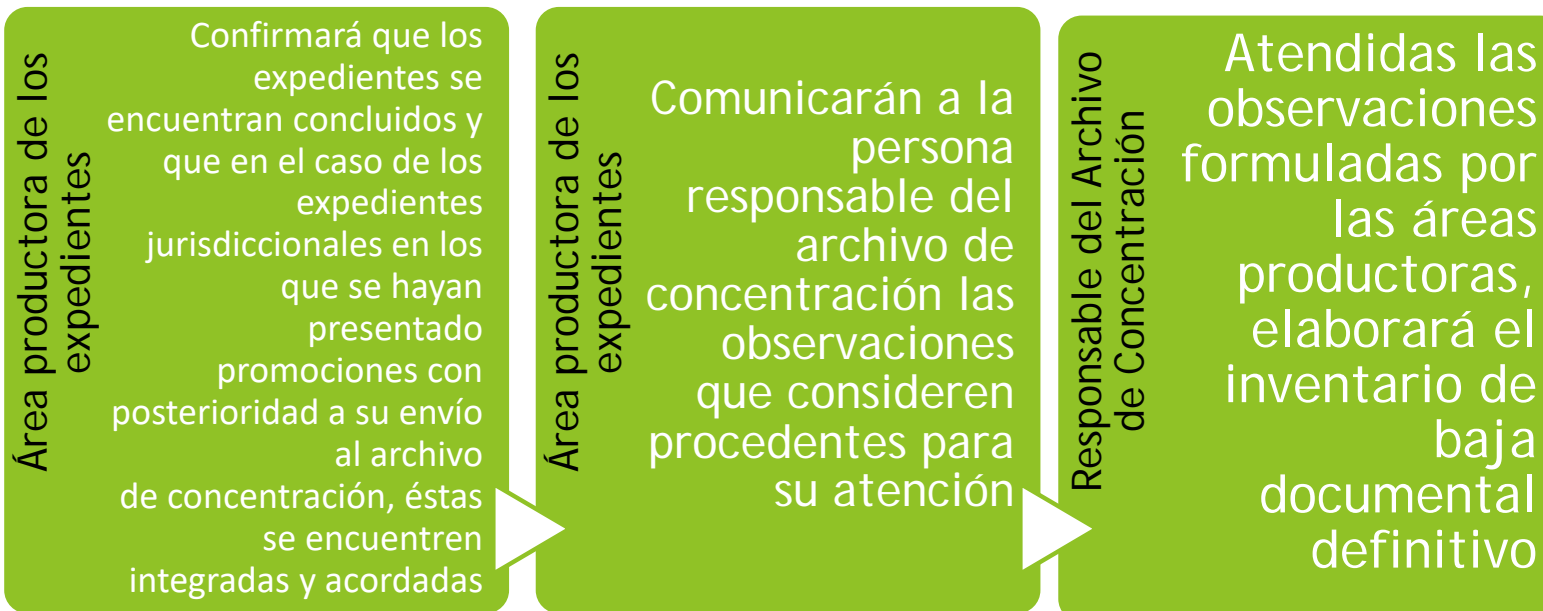 Área productora de los
expedientes
Confirmará que los
expedientes se
encuentran concluidos y
que en el caso de los
expedientes
jurisdiccionales en los
que se hayan
presentado
promociones con
posterioridad a su envío
al archivo
de concentración, éstas
se encuentren
integradas y acordadas
Área productora de los
expedientes
Comunicarán a la
persona
responsable del
archivo de
concentración las
observaciones
que consideren
procedentes para
su atención
Responsable del Archivo
de Concentración
Atendidas las
observaciones
formuladas por
las áreas
productoras,
elaborará el
inventario de
baja
documental
definitivo